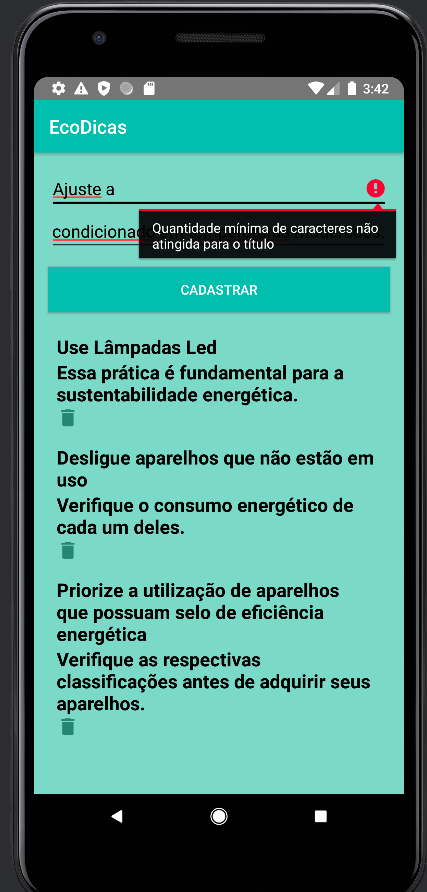 3:42
EcoDicas
Ajuste a
Quantidade mínima de caracteres não
atingida para o título
condicionado
CADASTRAR
Use Lâmpadas Led
Essa prática é fundamental para a
sustentabilidade energética.
Desligue aparelhos que não estão em
uso
Verifique o consumo energético de
cada um deles.
Priorize a utilização de aparelhos
que possuam selo de eficiência
energética
Verifique as respectivas
classificações antes de adquirir seus
aparelhos.